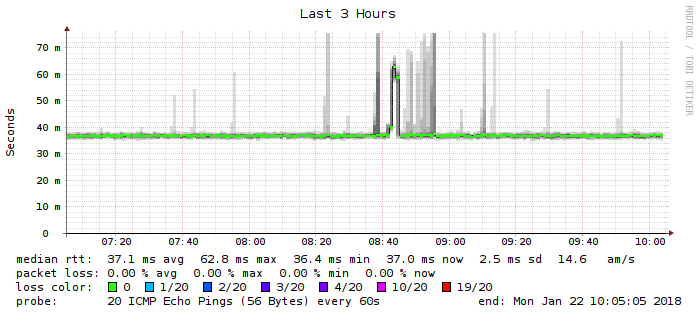 Last 3 Hours
RRDTOOL / TOBI OETIKER
Seconds
70 m
60 m
50 m
40 m
30 m
20 m
10 m
0
07:20 07:40 08:00 08:20 08:40 09:00 09:20 09:40 10:00
median rtt: 37.1 ms avg 62.8 ms max 36.4 ms min 37.0 ms now 2.5 ms sd 14.6 am/s
packet loss: 0.00 % avg 0.00 % max 0.00 % min 0.00 % now
loss color: 0 1/20 2/20 3/20 4/20 10/20 19/20
probe: 20 ICMP Echo Pings (56 Bytes) every 60s end: Mon Jan 22 10:05:05 2018